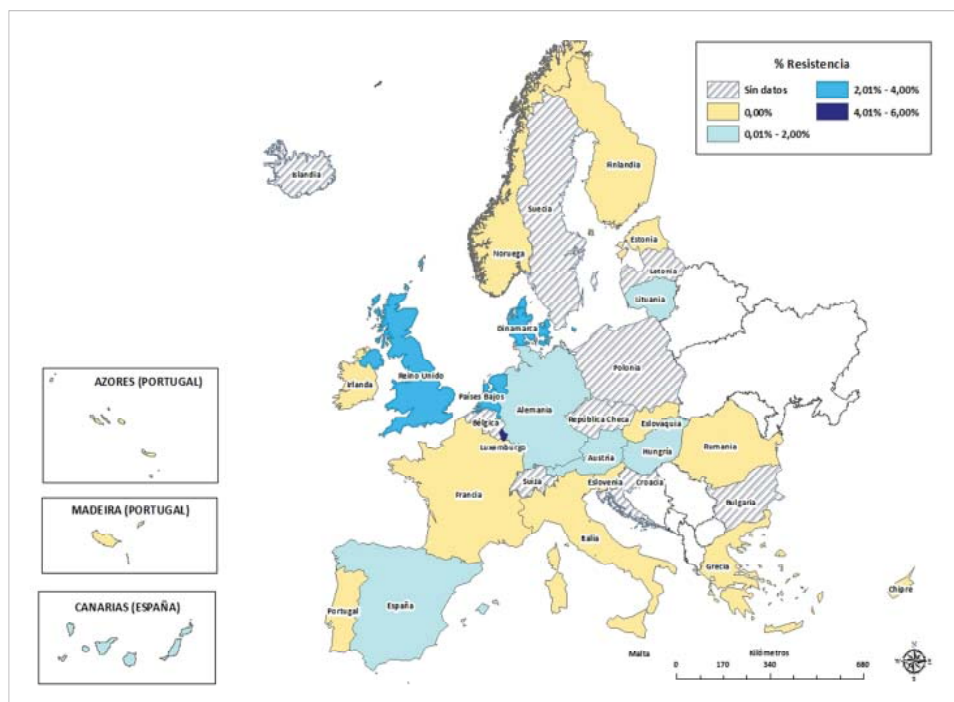 % Resistencia
Sin datos
0,00%
0,01% - 2,00%
2,01% - 4,00%
4,01% - 6,00%
Islandia
Finlandia
Suecia
Noruega
Estonia
Letonia
Lituania
Dinamarca
Irlanda
Reino Unido
Países Bajos
Bélgica
Luxemburgo
Alemania
Polonia
República Checa
Eslovaquia
Austria
Hungría
Rumania
Suiza
Eslovenia
Croacia
Bulgaria
Francia
Italia
Grecia
Chipre
Portugal
España
Malta
AZORES (PORTUGAL)
MADEIRA (PORTUGAL)
CANARIAS (ESPAÑA)
Kilómetros
0 170 340 680